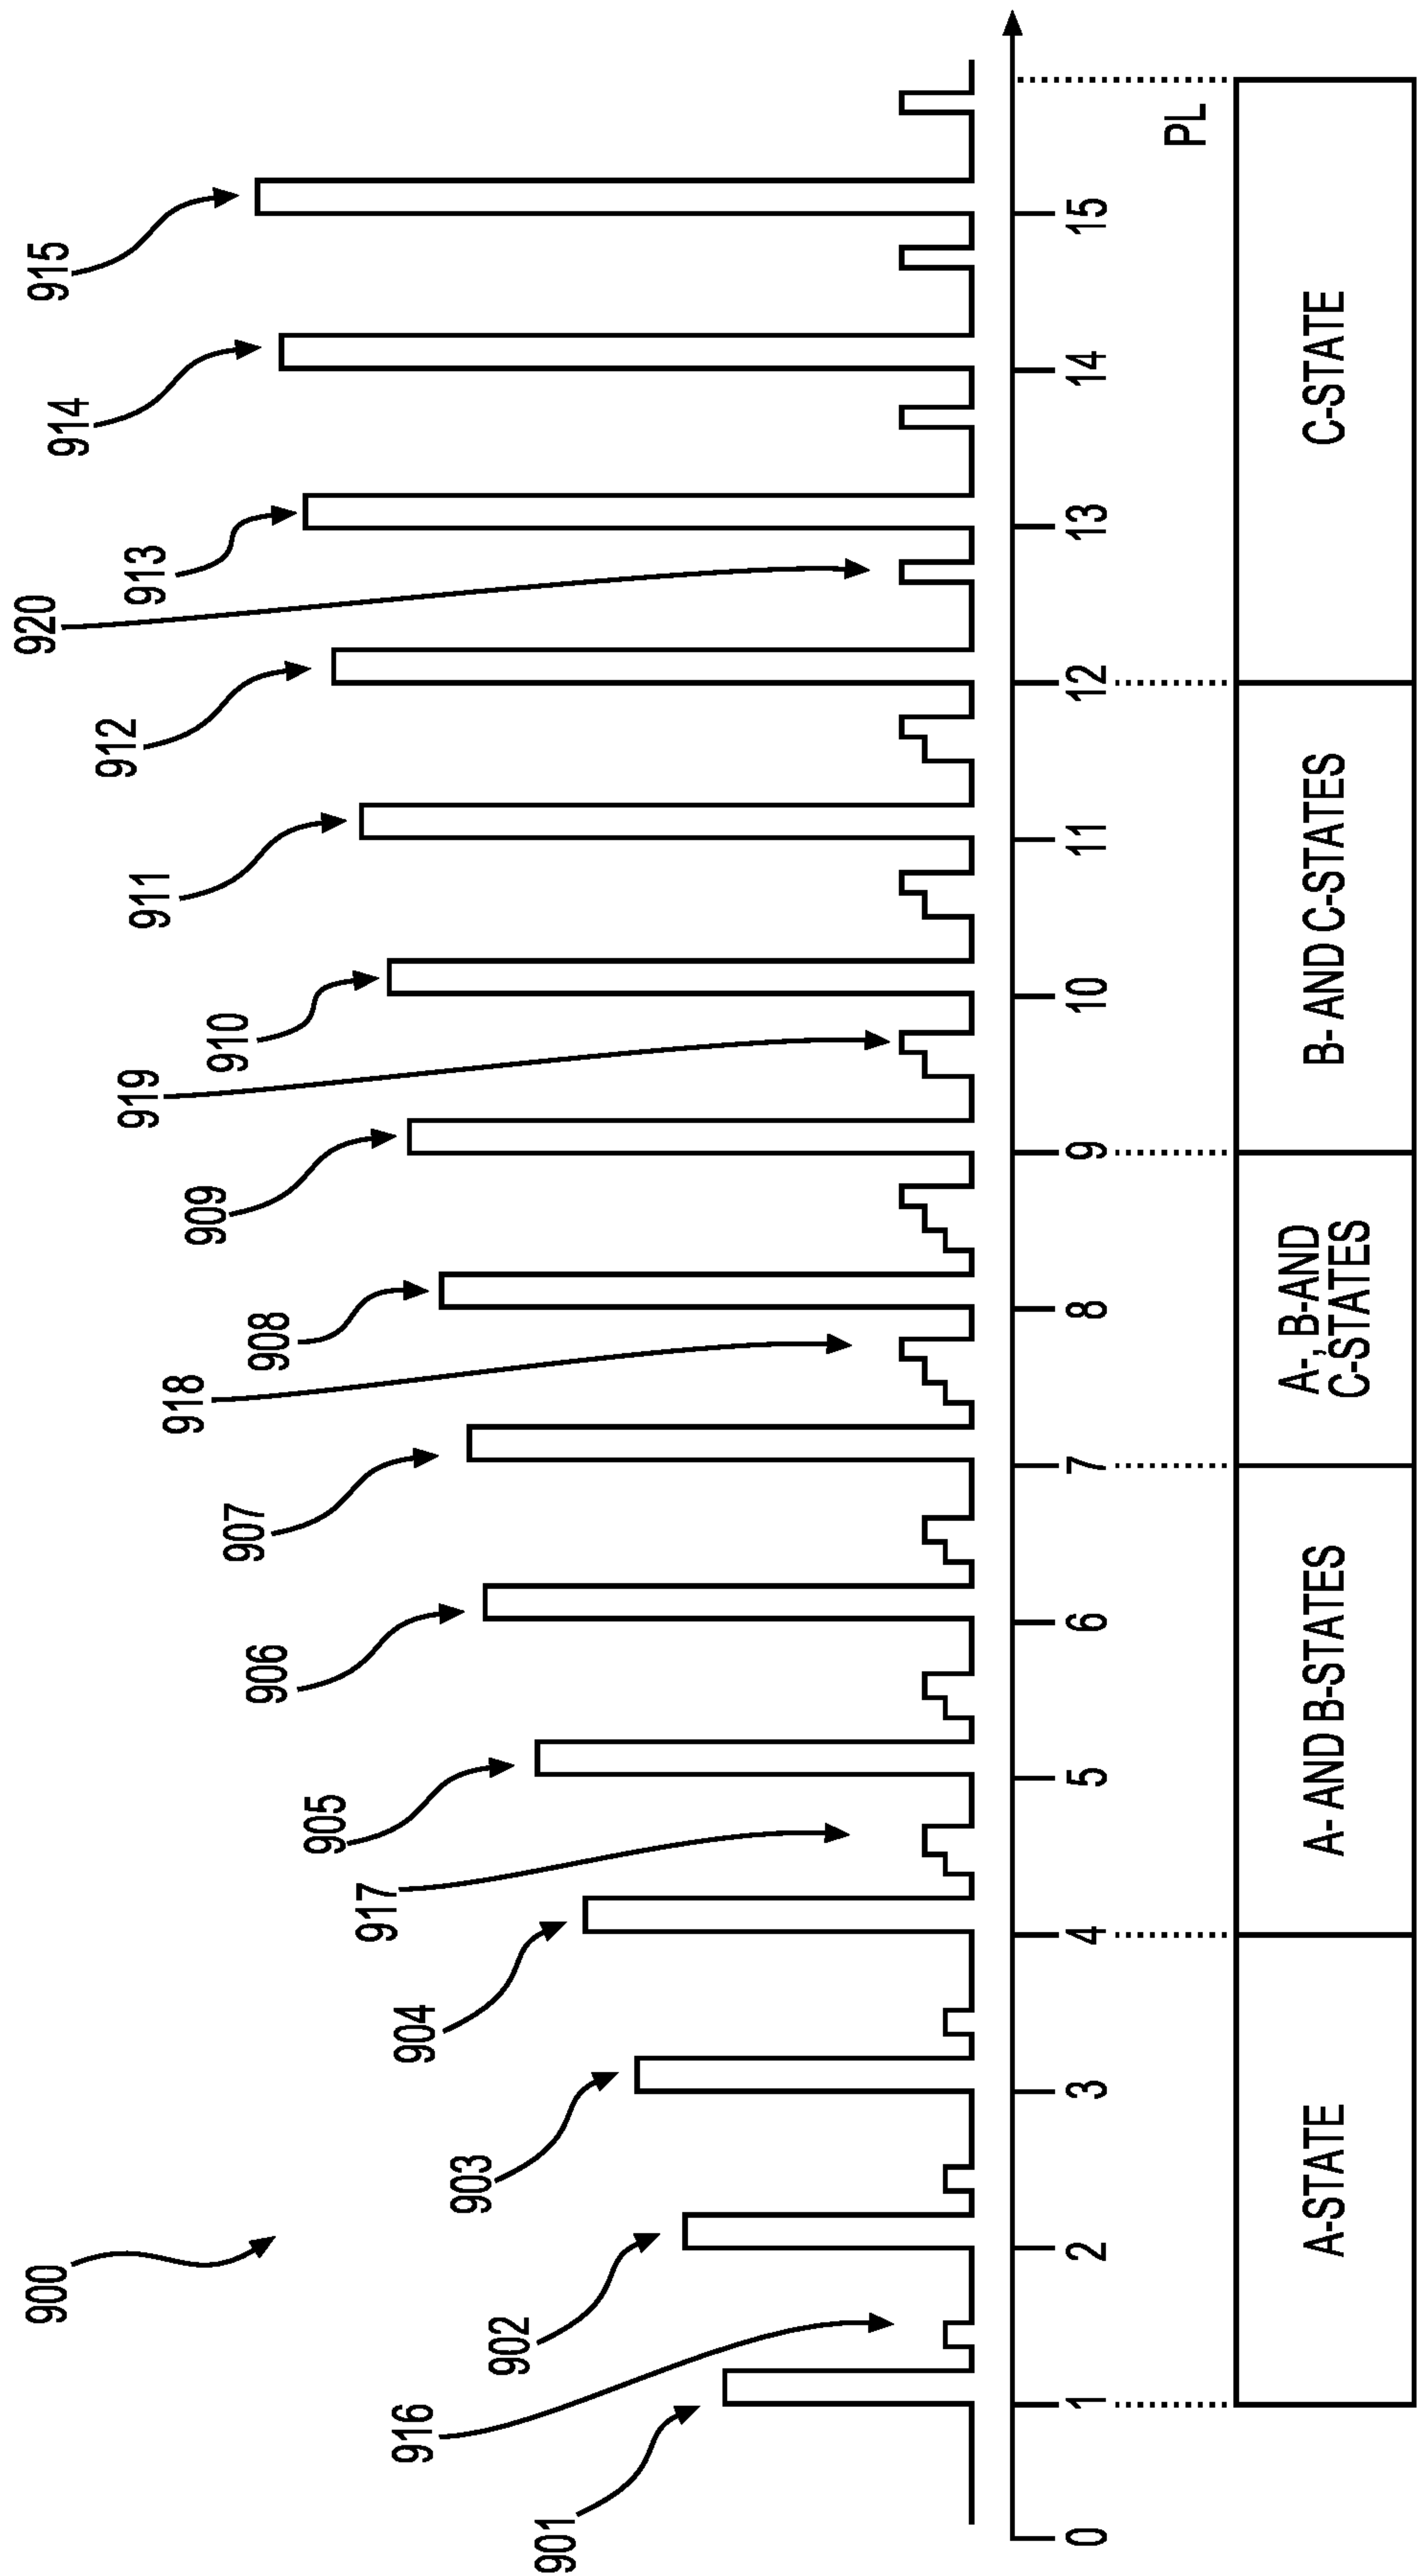 900
901
902
903
904
905
906
907
908
909
910
911
912
913
914
915
916
917
918
919
920
0 1 2 3 4 5 6 7 8 9 10 11 12 13 14 15
PL
A-STATE
A- AND B-STATES
A-, B-AND
C-STATES
B- AND C-STATES
C-STATE